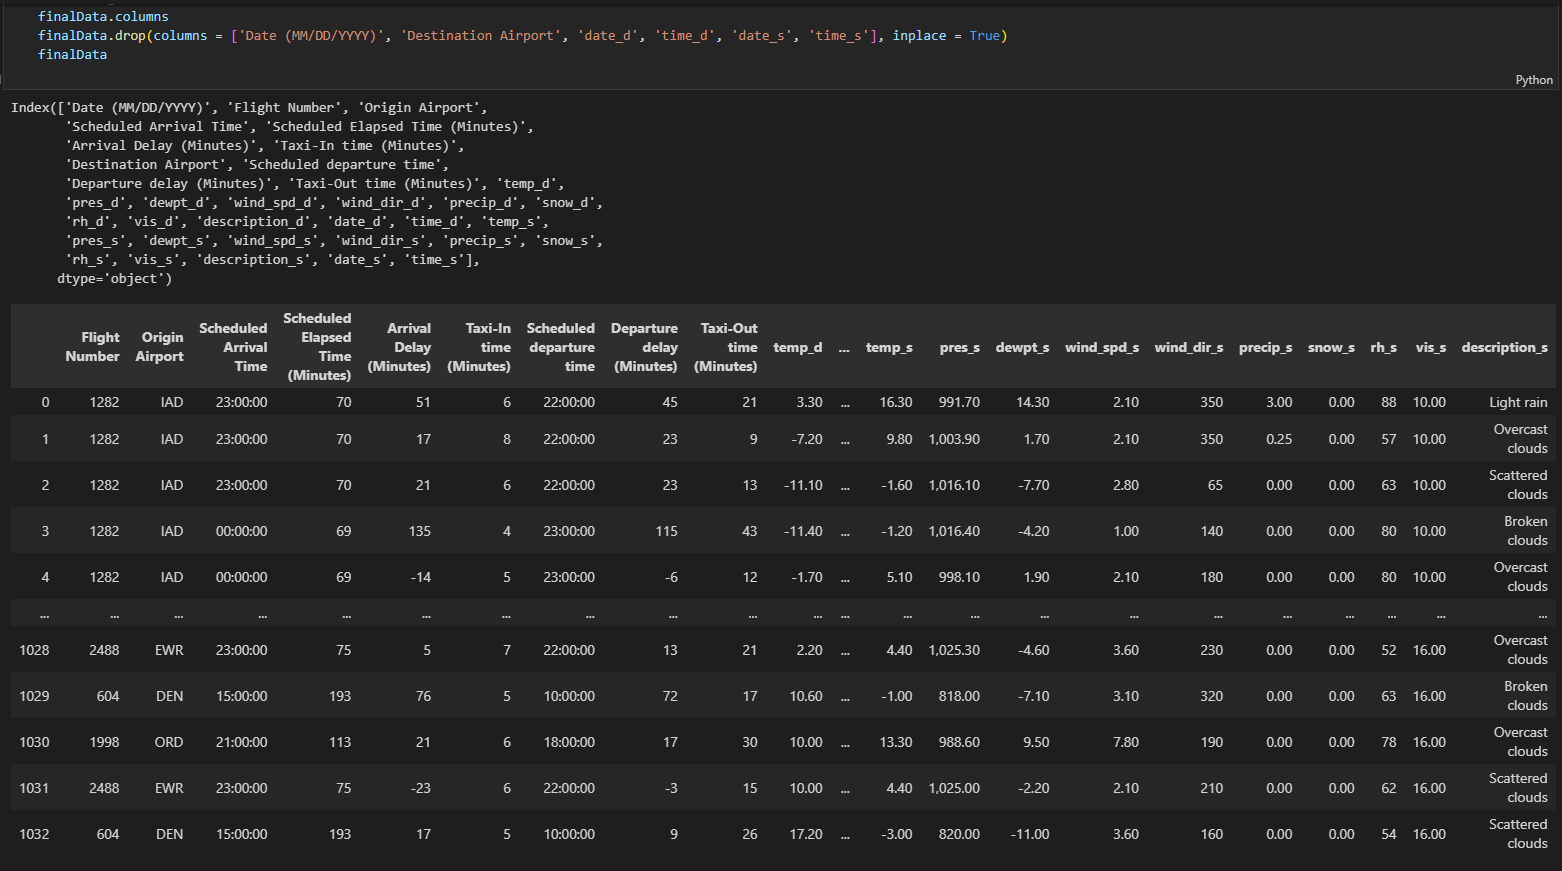 finalData.columns
finalData.drop(columns = ['Date (MM/DD/YYYY)', 'Destination Airport', 'date_d', 'time_d', 'date_s', 'time_s'], inplace = True)
finalData
Python
Index(['Date (MM/DD/YYYY)', 'Flight Number', 'Origin Airport',
'Scheduled Arrival Time', 'Scheduled Elapsed Time (Minutes)',
'Arrival Delay (Minutes)', 'Taxi-In time (Minutes)',
'Destination Airport', 'Scheduled departure time',
'Departure delay (Minutes)', 'Taxi-Out time (Minutes)', 'temp_d',
'pres_d', 'dewpt_d', 'wind_spd_d', 'wind_dir_d', 'precip_d', 'snow_d',
'rh_d', 'vis_d', 'description_d', 'date_d', 'time_d', 'temp_s',
'pres_s', 'dewpt_s', 'wind_spd_s', 'wind_dir_s', 'precip_s', 'snow_s',
'rh_s', 'vis_s', 'description_s', 'date_s', 'time_s'],
dtype='object')
Flight Number Origin Airport Scheduled Arrival Time Scheduled Elapsed Time (Minutes) Arrival Delay (Minutes) Taxi-In time (Minutes) Scheduled departure time Departure delay (Minutes) Taxi-Out time (Minutes) temp_d ... temp_s pres_s dewpt_s wind_spd_s wind_dir_s precip_s snow_s rh_s vis_s description_s
0 1282 IAD 23:00:00 70 51 6 22:00:00 45 21 3.30 ... 16.30 991.70 14.30 2.10 350 3.00 0.00 88 10.00 Light rain
1 1282 IAD 23:00:00 70 17 8 22:00:00 23 9 -7.20 ... 9.80 1,003.90 1.70 2.10 350 0.25 0.00 57 10.00 Overcast clouds
2 1282 IAD 23:00:00 70 21 6 22:00:00 23 13 -11.10 ... -1.60 1,016.10 -7.70 2.80 65 0.00 0.00 63 10.00 Scattered clouds
3 1282 IAD 00:00:00 69 135 4 23:00:00 115 43 -11.40 ... -1.20 1,016.40 -4.20 1.00 140 0.00 0.00 80 10.00 Broken clouds
4 1282 IAD 00:00:00 69 -14 5 23:00:00 -6 12 -1.70 ... 5.10 998.10 1.90 2.10 180 0.00 0.00 80 10.00 Overcast clouds
... ... ... ... ... ... ... ... ... ... ... ... ... ... ... ... ... ... ... ... ... ...
1028 2488 EWR 23:00:00 75 5 7 22:00:00 13 21 2.20 ... 4.40 1,025.30 -4.60 3.60 230 0.00 0.00 52 16.00 Overcast clouds
1029 604 DEN 15:00:00 193 76 5 10:00:00 72 17 10.60 ... -1.00 818.00 -7.10 3.10 320 0.00 0.00 63 16.00 Broken clouds
1030 1998 ORD 21:00:00 113 21 6 18:00:00 17 30 10.00 ... 13.30 988.60 9.50 7.80 190 0.00 0.00 78 16.00 Overcast clouds
1031 2488 EWR 23:00:00 75 -23 6 22:00:00 -3 15 10.00 ... 4.40 1,025.00 -2.20 2.10 210 0.00 0.00 62 16.00 Scattered clouds
1032 604 DEN 15:00:00 193 17 5 10:00:00 9 26 17.20 ... -3.00 820.00 -11.00 3.60 160 0.00 0.00 54 16.00 Scattered clouds